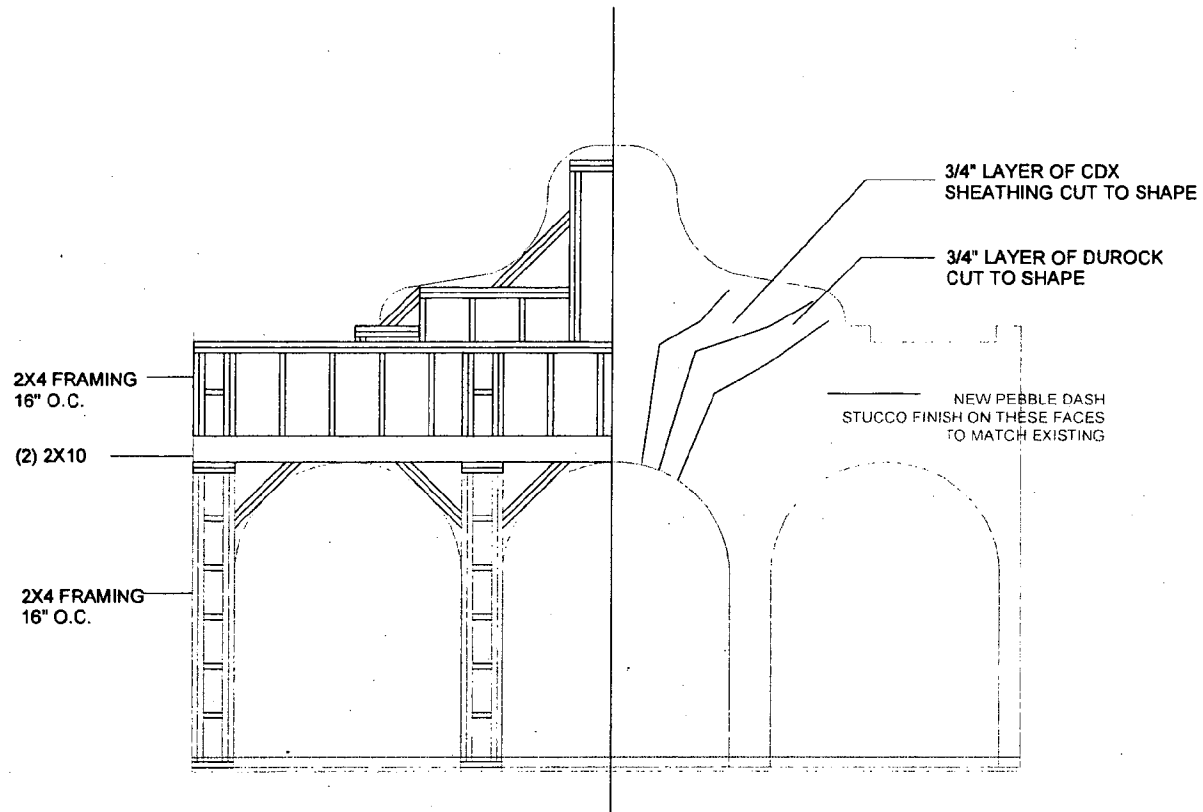 3/4" LAYER OF CDX
SHEATHING CUT TO SHAPE
3/4" LAYER OF DUROCK
CUT TO SHAPE
2X4 FRAMING
16" O.C.
NEW PEBBLE DASH
STUCCO FINISH ON THESE FACES
TO MATCH EXISTING
(2) 2X10
2X4 FRAMING
16" O.C.